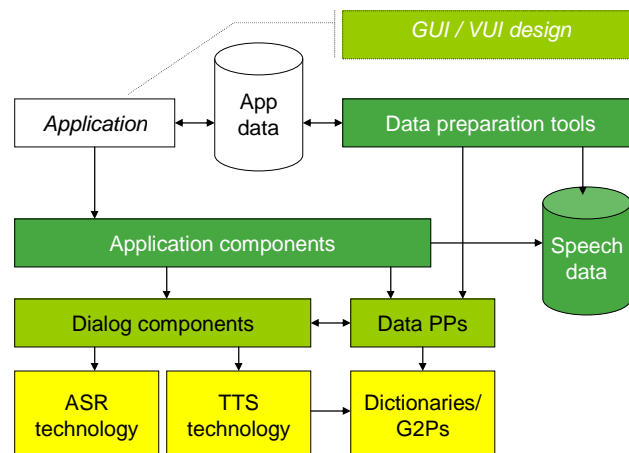 GUI / VUI design
App
data
Application
Data preparation tools
Application components
Speech
data
Dialog components
Data PPs
ASR
technology
TTS
technology
Dictionaries/
G2Ps